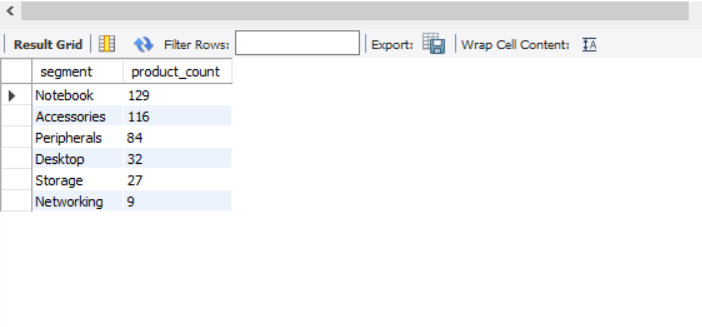 Result Grid Filter Rows: Export: Wrap Cell Content: IA
segment product_count
Notebook 129
Accessories 116
Peripherals 84
Desktop 32
Storage 27
Networking 9